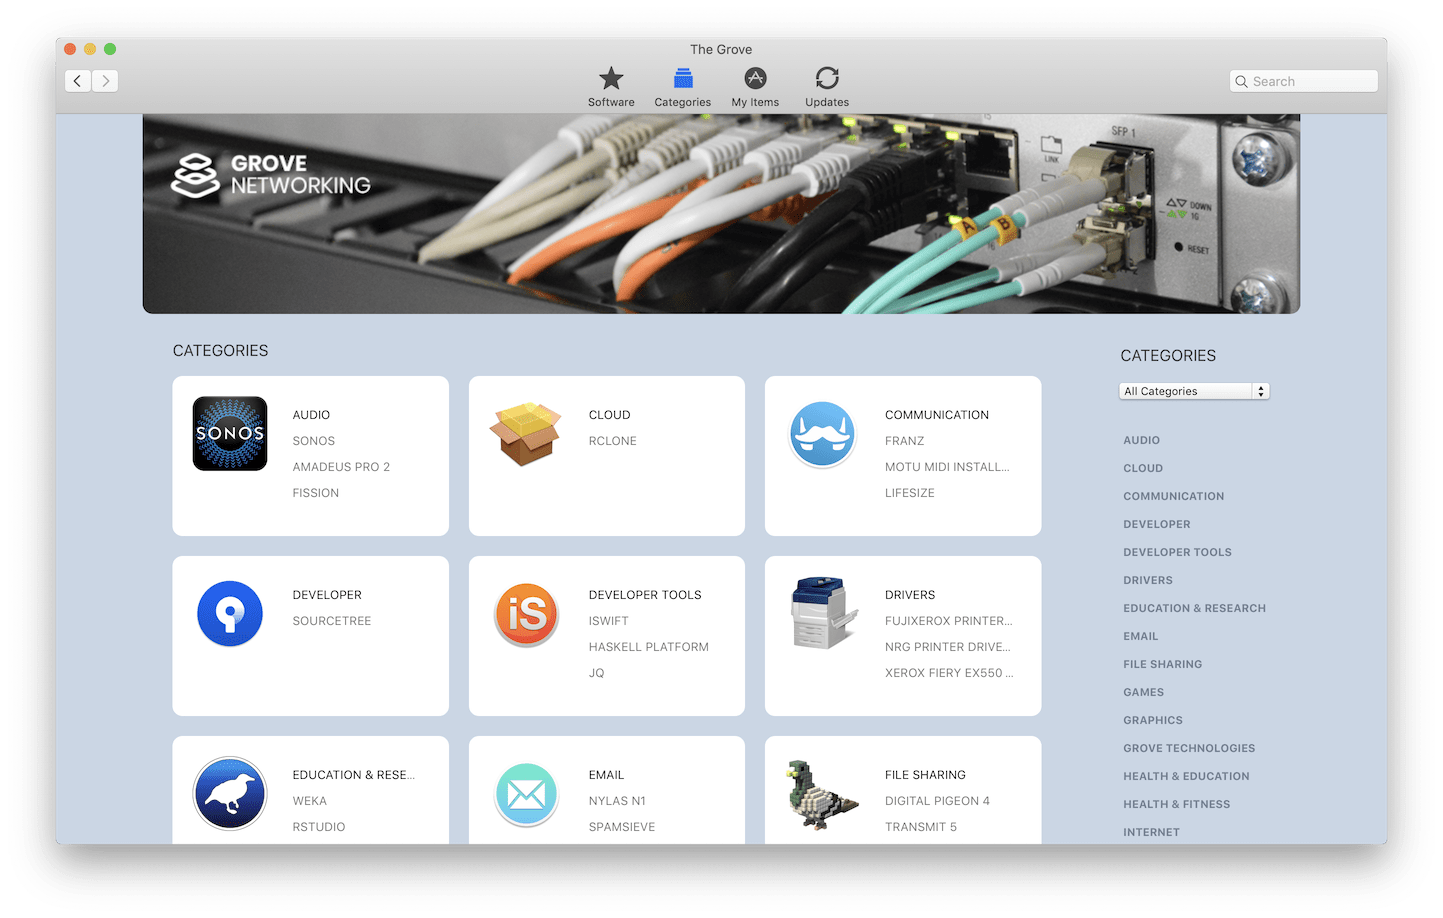 The Grove
Software
Categories
My Items
Updates
Search
GROVE
NETWORKING
SFP 1
LINK
DOWN
1G
RESET
A
B
CATEGORIES
SONOS
AUDIO
SONOS
AMADEUS PRO 2
FISSION
CLOUD
RCLONE
COMMUNICATION
FRANZ
MOTU MIDI INSTALL...
LIFESIZE
DEVELOPER
SOURCETREE
iS
DEVELOPER TOOLS
ISWIFT
HASKELL PLATFORM
JQ
DRIVERS
FUJIXEROX PRINTER...
NRG PRINTER DRIVE...
XEROX FIERY EX550 ...
EDUCATION & RESE...
WEKA
RSTUDIO
EMAIL
NYLAS N1
SPAMSIEVE
FILE SHARING
DIGITAL PIGEON 4
TRANSMIT 5
CATEGORIES
All Categories
AUDIO
CLOUD
COMMUNICATION
DEVELOPER
DEVELOPER TOOLS
DRIVERS
EDUCATION & RESEARCH
EMAIL
FILE SHARING
GAMES
GRAPHICS
GROVE TECHNOLOGIES
HEALTH & EDUCATION
HEALTH & FITNESS
INTERNET